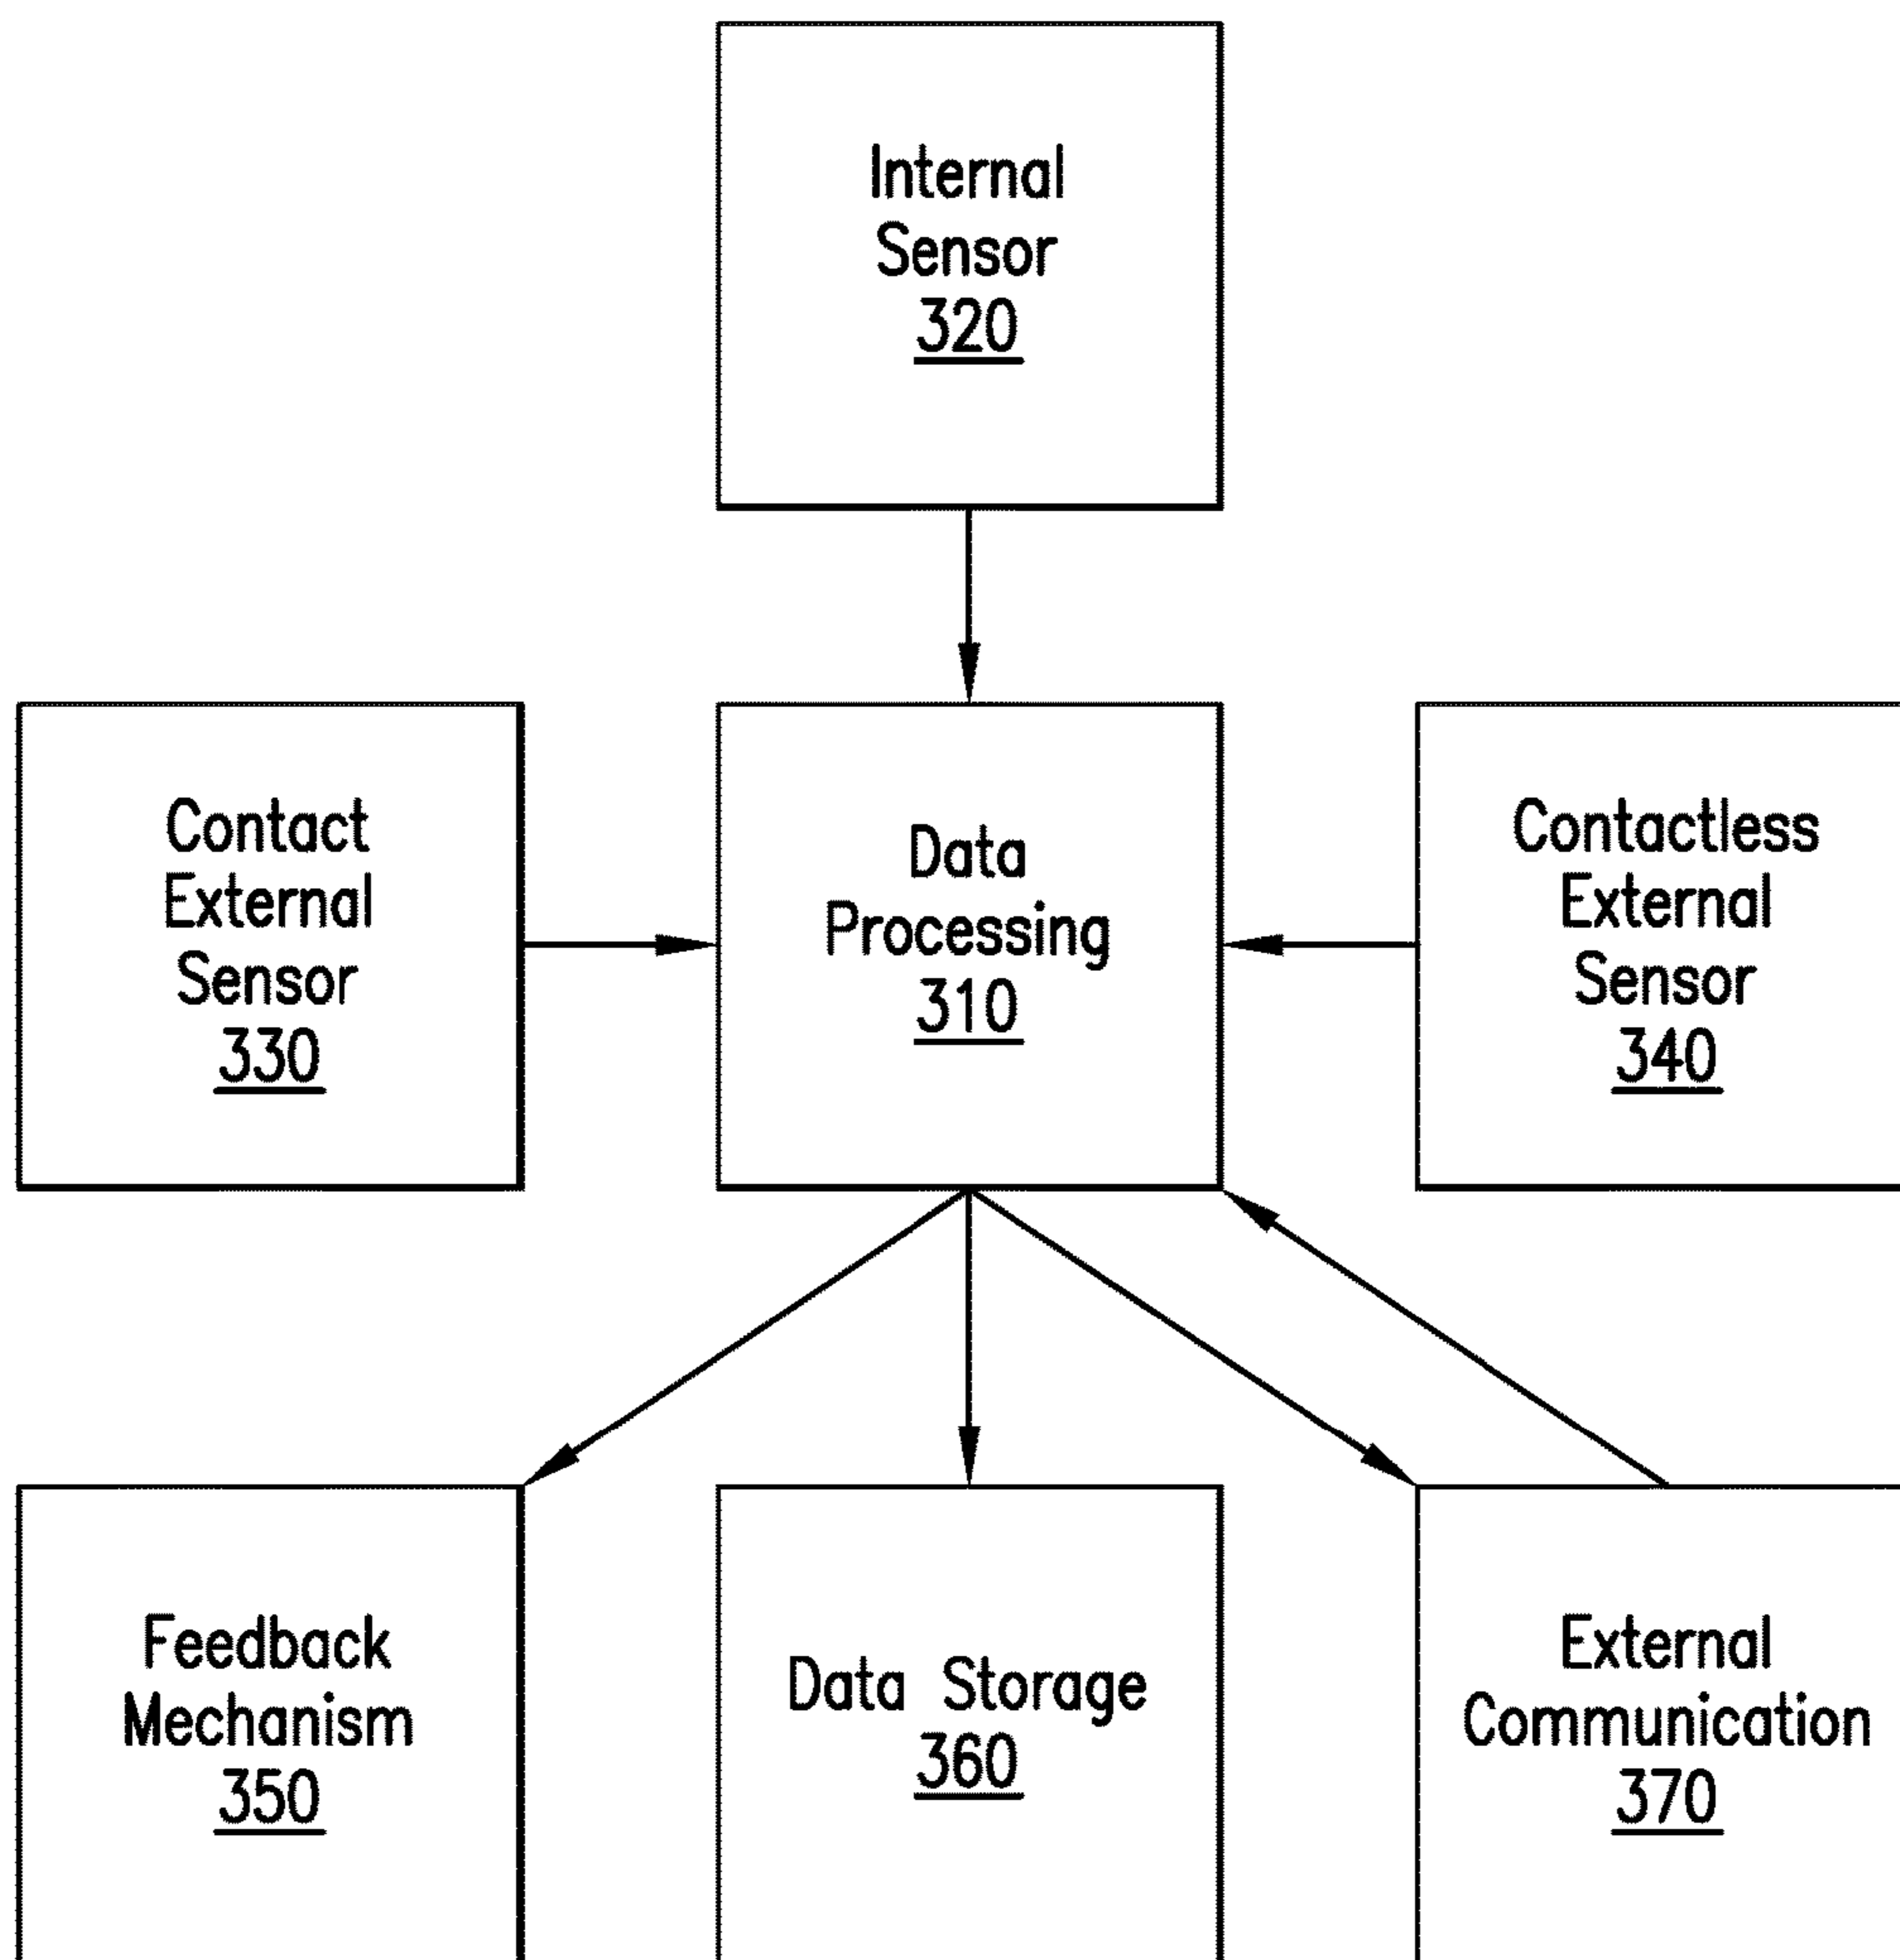 Internal
Sensor
320
Contact
External
Sensor
330
Data
Processing
310
Contactless
External
Sensor
340
Feedback
Mechanism
350
Data Storage
360
External
Communication
370